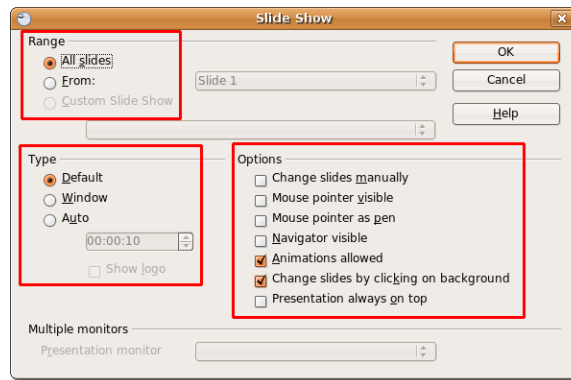 Slide Show
Range
All slides
From:
Slide 1
Custom Slide Show
OK
Cancel
Help
Type
Default
Window
Auto
00:00:10
Show logo
Options
Change slides manually
Mouse pointer visible
Mouse pointer as pen
Navigator visible
Animations allowed
Change slides by clicking on background
Presentation always on top
Multiple monitors
Presentation monitor